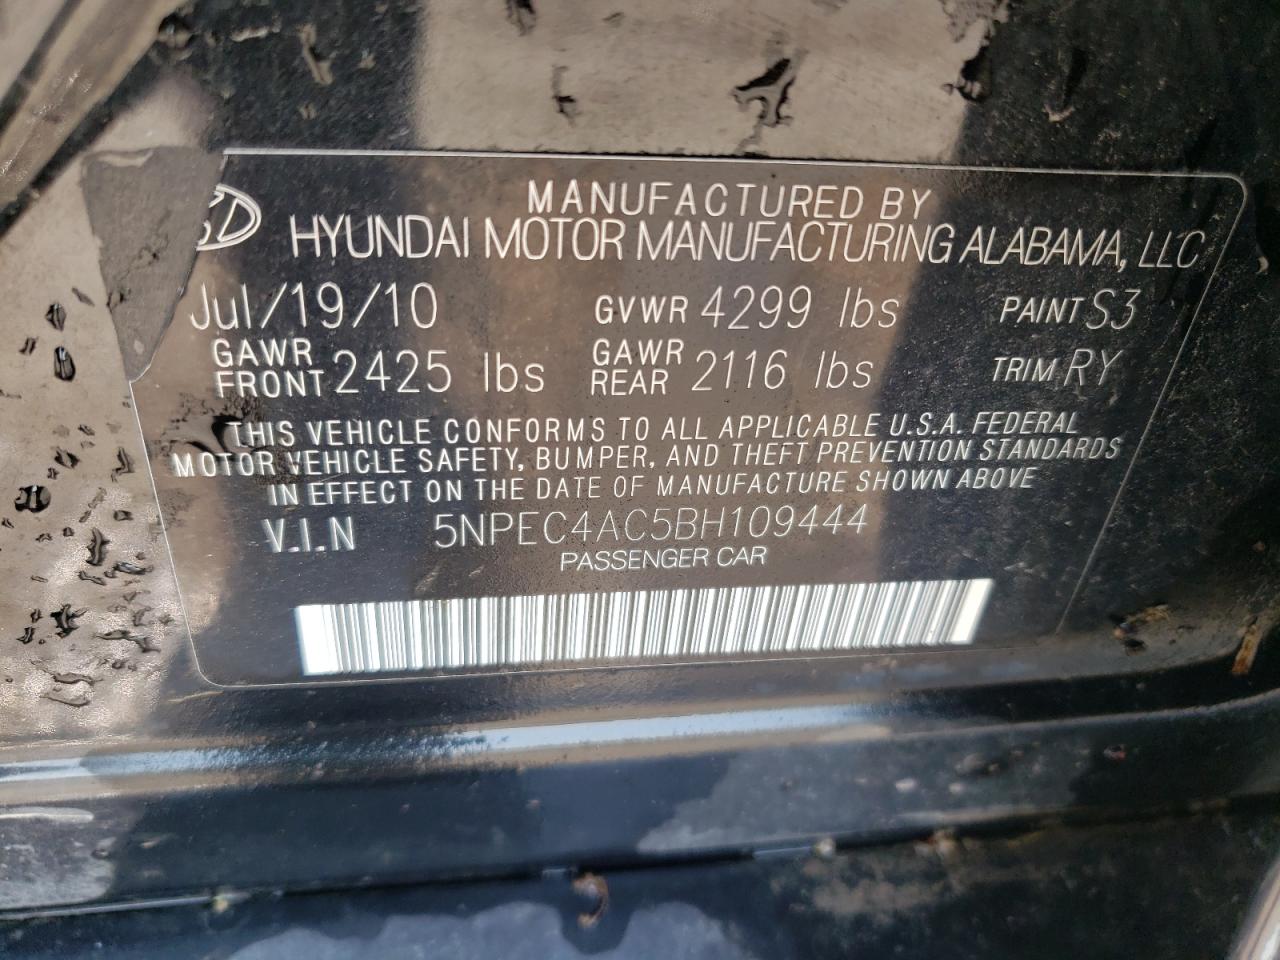 MANUFACTURED BY
HYUNDAI MOTOR MANUFACTURING ALABAMA, LLC
Jul/19/10 GVWR 4299 lbs PAINT S3
GAWR FRONT 2425 lbs GAWR REAR 2116 lbs TRIM RY
THIS VEHICLE CONFORMS TO ALL APPLICABLE U.S.A. FEDERAL
MOTOR VEHICLE SAFETY, BUMPER, AND THEFT PREVENTION STANDARDS
IN EFFECT ON THE DATE OF MANUFACTURE SHOWN ABOVE
V.I.N 5NPEC4AC5BH109444
PASSENGER CAR